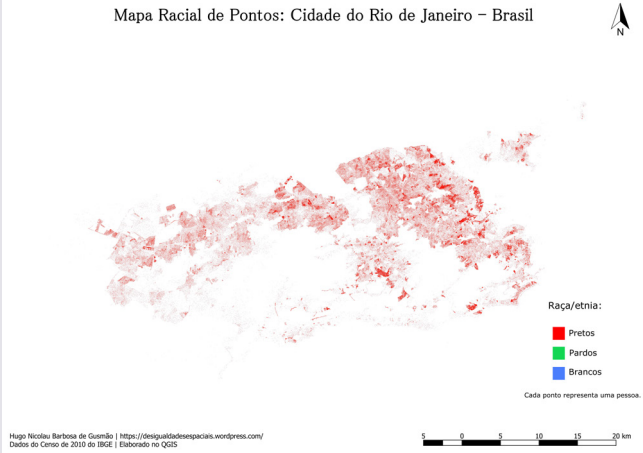 Mapa Racial de Pontos: Cidade do Rio de Janeiro - Brasil
N
Raça/etnia:
Pretos
Pardos
Brancos
Cada ponto representa uma pessoa.
Hugo Nicolau Barbosa de Gusmão | https://desigualdadesespaciais.wordpress.com/
Dados do Censo de 2010 do IBGE | Elaborado no QGIS
5 0 5 10 15 20 km